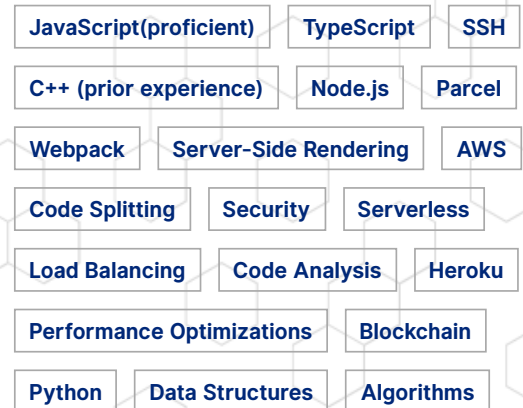 JavaScript(proficient) TypeScript SSH
C++ (prior experience) Node.js Parcel
Webpack Server-Side Rendering AWS
Code Splitting Security Serverless
Load Balancing Code Analysis Heroku
Performance Optimizations Blockchain
Python Data Structures Algorithms